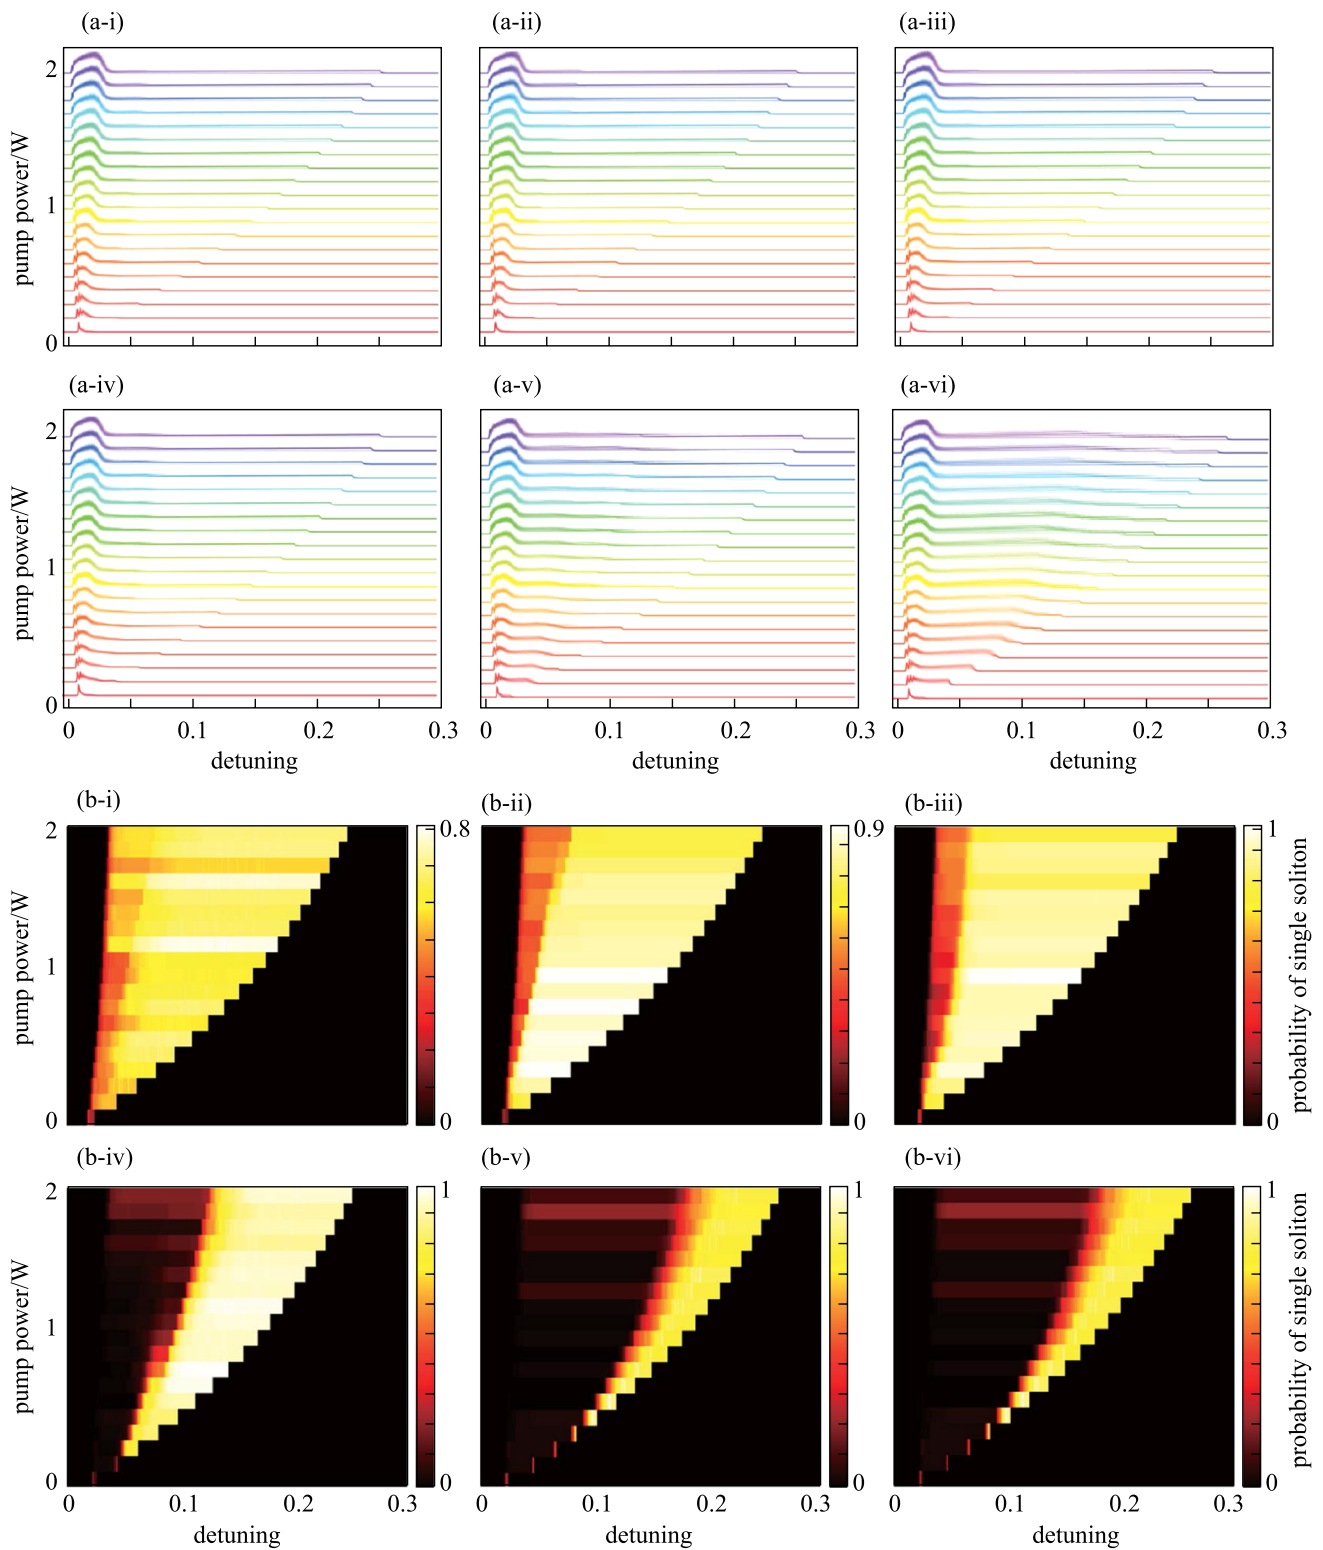 (a-i) (a-ii) (a-iii)
pump power/W
2
1
0
(a-iv) (a-v) (a-vi)
pump power/W
2
1
0
0 0.1 0.2 0.3 0 0.1 0.2 0.3 0 0.1 0.2 0.3
detuning detuning detuning
(b-i) (b-ii) (b-iii)
pump power/W
2
1
0
0.8
0
0.9
0
1
0
probability of single soliton
(b-iv) (b-v) (b-vi)
pump power/W
2
1
0
1
0
1
0
1
0
probability of single soliton
0 0.1 0.2 0.3 0 0.1 0.2 0.3 0 0.1 0.2 0.3
detuning detuning detuning